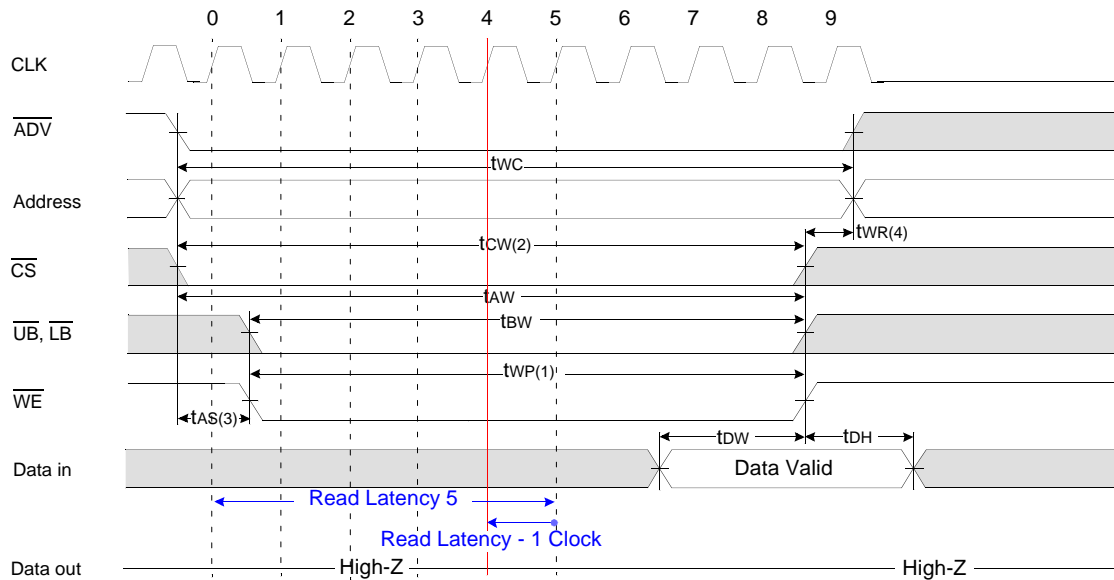 0 1 2 3 4 5 6 7 8 9
CLK
ADV
tWC
Address
tCW(2)
tWR(4)
CS
tAW
UB, LB
tBW
tWP(1)
WE
tAS(3)
tDW
tDH
Data in
Data Valid
Read Latency 5
Read Latency - 1 Clock
Data out
High-Z
High-Z